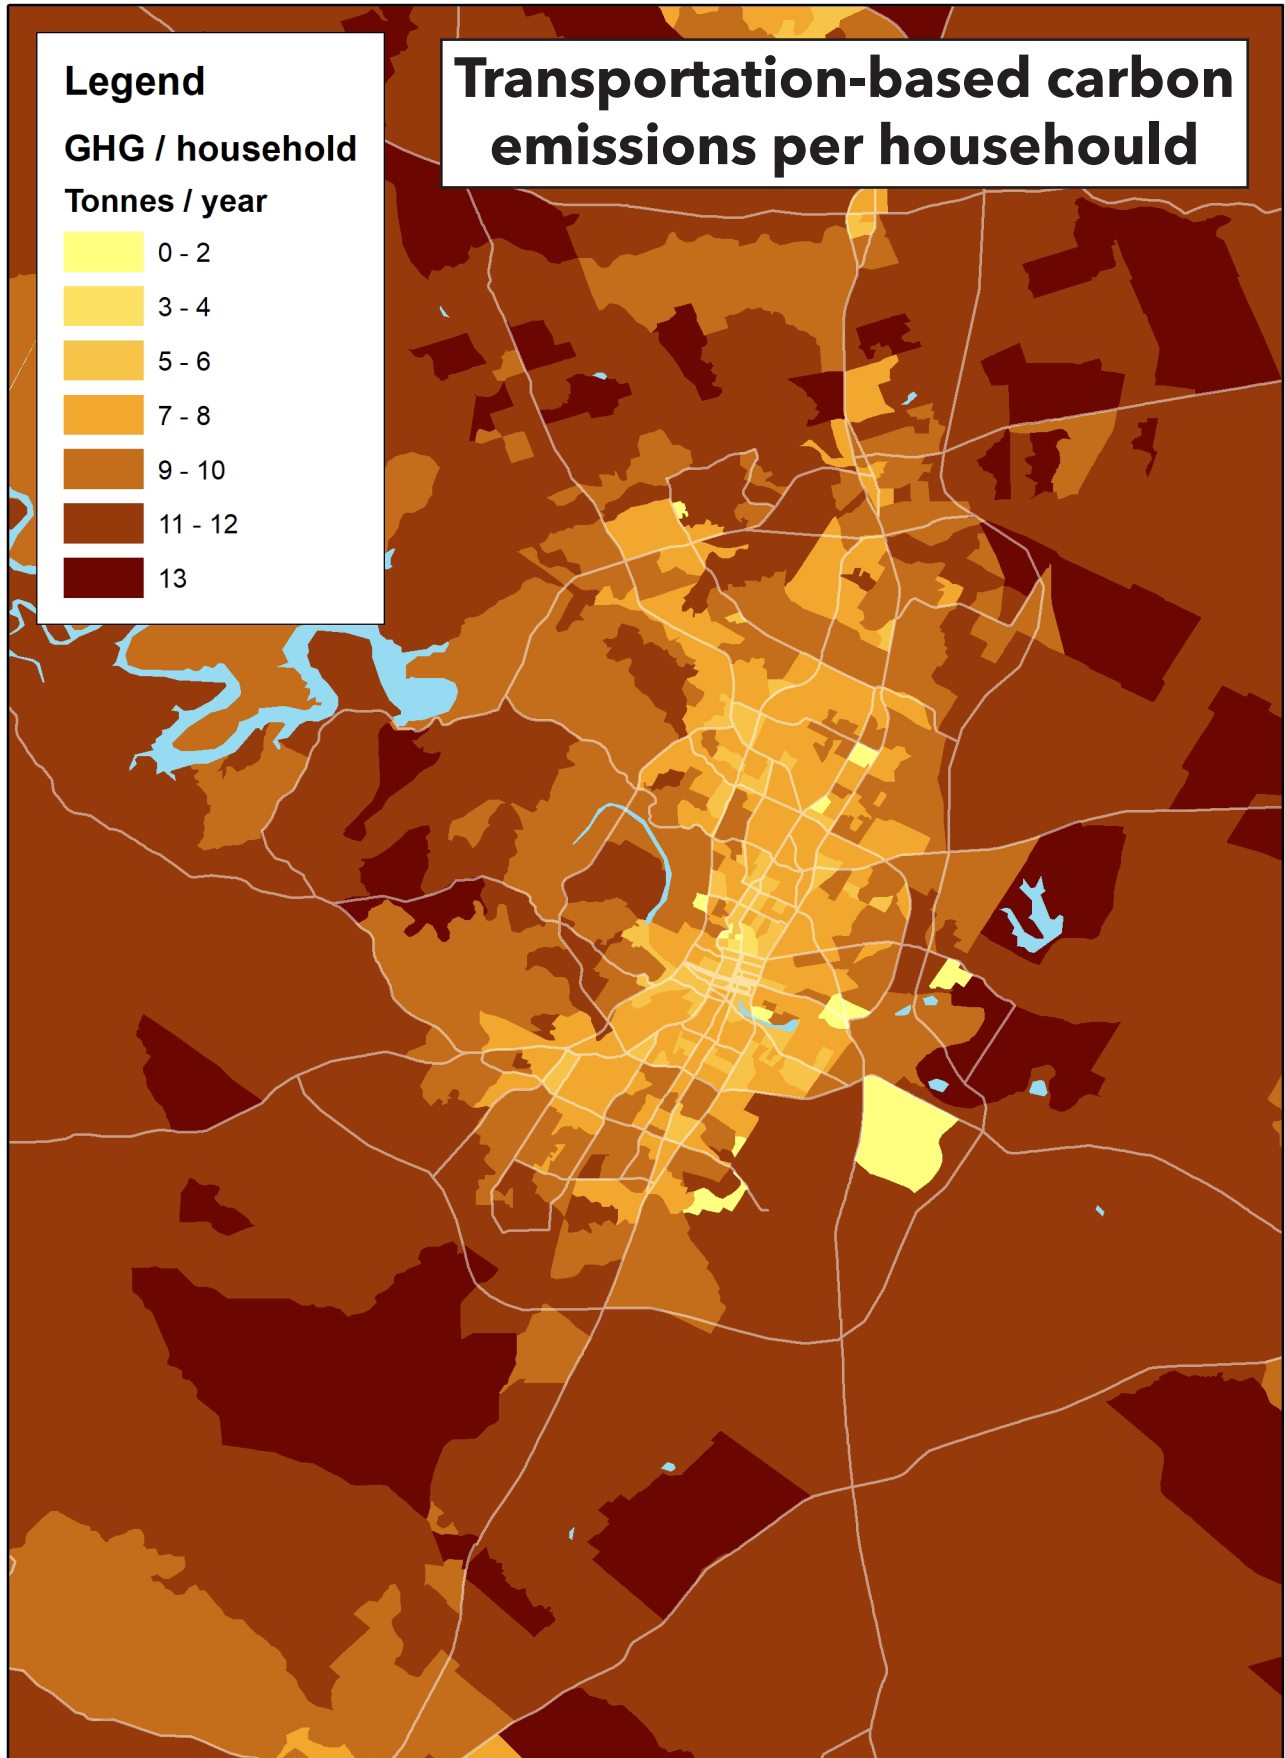 Transportation-based carbon
emissions per househould
Legend
GHG / household
Tonnes / year
0 - 2
3 - 4
5 - 6
7 - 8
9 - 10
11 - 12
13